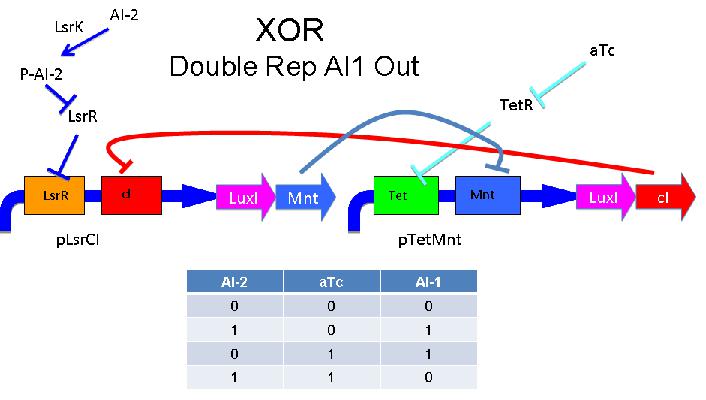 XOR
Double Rep AI1 Out
AI-2
LsrK
P-AI-2
LsrR
aTc
TetR
LsrR cI LuxI Mnt Tet Mnt LuxI cI
pLsrCI pTetMnt
AI-2 aTc AI-1
0 0 0
1 0 1
0 1 1
1 1 0